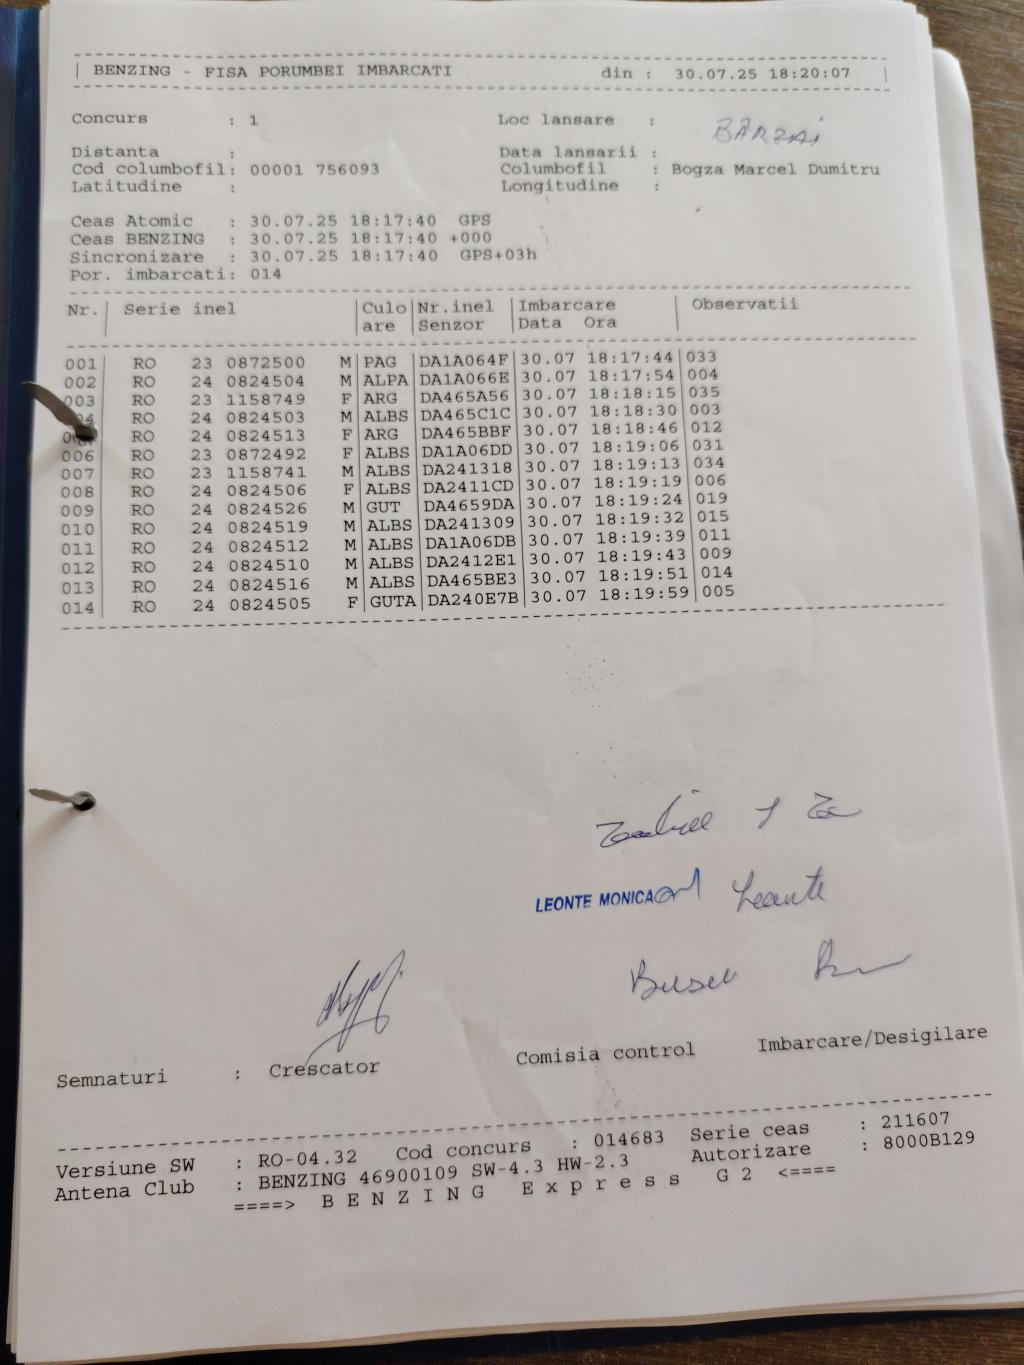 BENZING - FISA PORUMBEI IMBARCATI din : 30.07.25 18:20:07
Concurs : 1 Loc lansare :
Distanta : Data lansarii :
Cod columbofil: 00001 756093 Columbofil : Bogza Marcel Dumitru
Latitudine : Longitudine :
Ceas Atomic : 30.07.25 18:17:40 GPS
Ceas BENZING : 30.07.25 18:17:40 +000
Sincronizare : 30.07.25 18:17:40 GPS+03h
Por. imbarcati: 014
Nr. Serie inel Culo Nr.inel Imbarcare Observatii
are Senzor Data Ora
001 RO 23 0872500 M PAG DA1A064F 30.07 18:17:44 033
002 RO 24 0824504 M ALPA DA1A066E 30.07 18:17:54 004
003 RO 23 1158749 F ARG DA465A56 30.07 18:18:15 035
RO 24 0824503 M ALBS DA465C1C 30.07 18:18:30 003
RO 24 0824513 F ARG DA465BBF 30.07 18:18:46 012
006 RO 23 0872492 F ALBS DA1A06DD 30.07 18:19:06 031
007 RO 23 1158741 M ALBS DA241318 30.07 18:19:13 034
008 RO 24 0824506 F ALBS DA2411CD 30.07 18:19:19 006
009 RO 24 0824526 M GUT DA4659DA 30.07 18:19:24 019
010 RO 24 0824519 M ALBS DA241309 30.07 18:19:32 015
011 RO 24 0824512 M ALBS DA1A06DB 30.07 18:19:39 011
012 RO 24 0824510 M ALBS DA2412E1 30.07 18:19:43 009
013 RO 24 0824516 M ALBS DA465BE3 30.07 18:19:51 014
014 RO 24 0824505 F GUTA DA240E7B 30.07 18:19:59 005
LEONTE MONICA Leonte
Semnaturi : Crescator Comisia control Imbarcare/Desigilare
Versiune SW : RO-04.32 Cod concurs : 014683 Serie ceas : 211607
Antena Club : BENZING 46900109 SW-4.3 HW-2.3 Autorizare : 8000B129
====> B E N Z I N G E x p r e s s G 2 <====